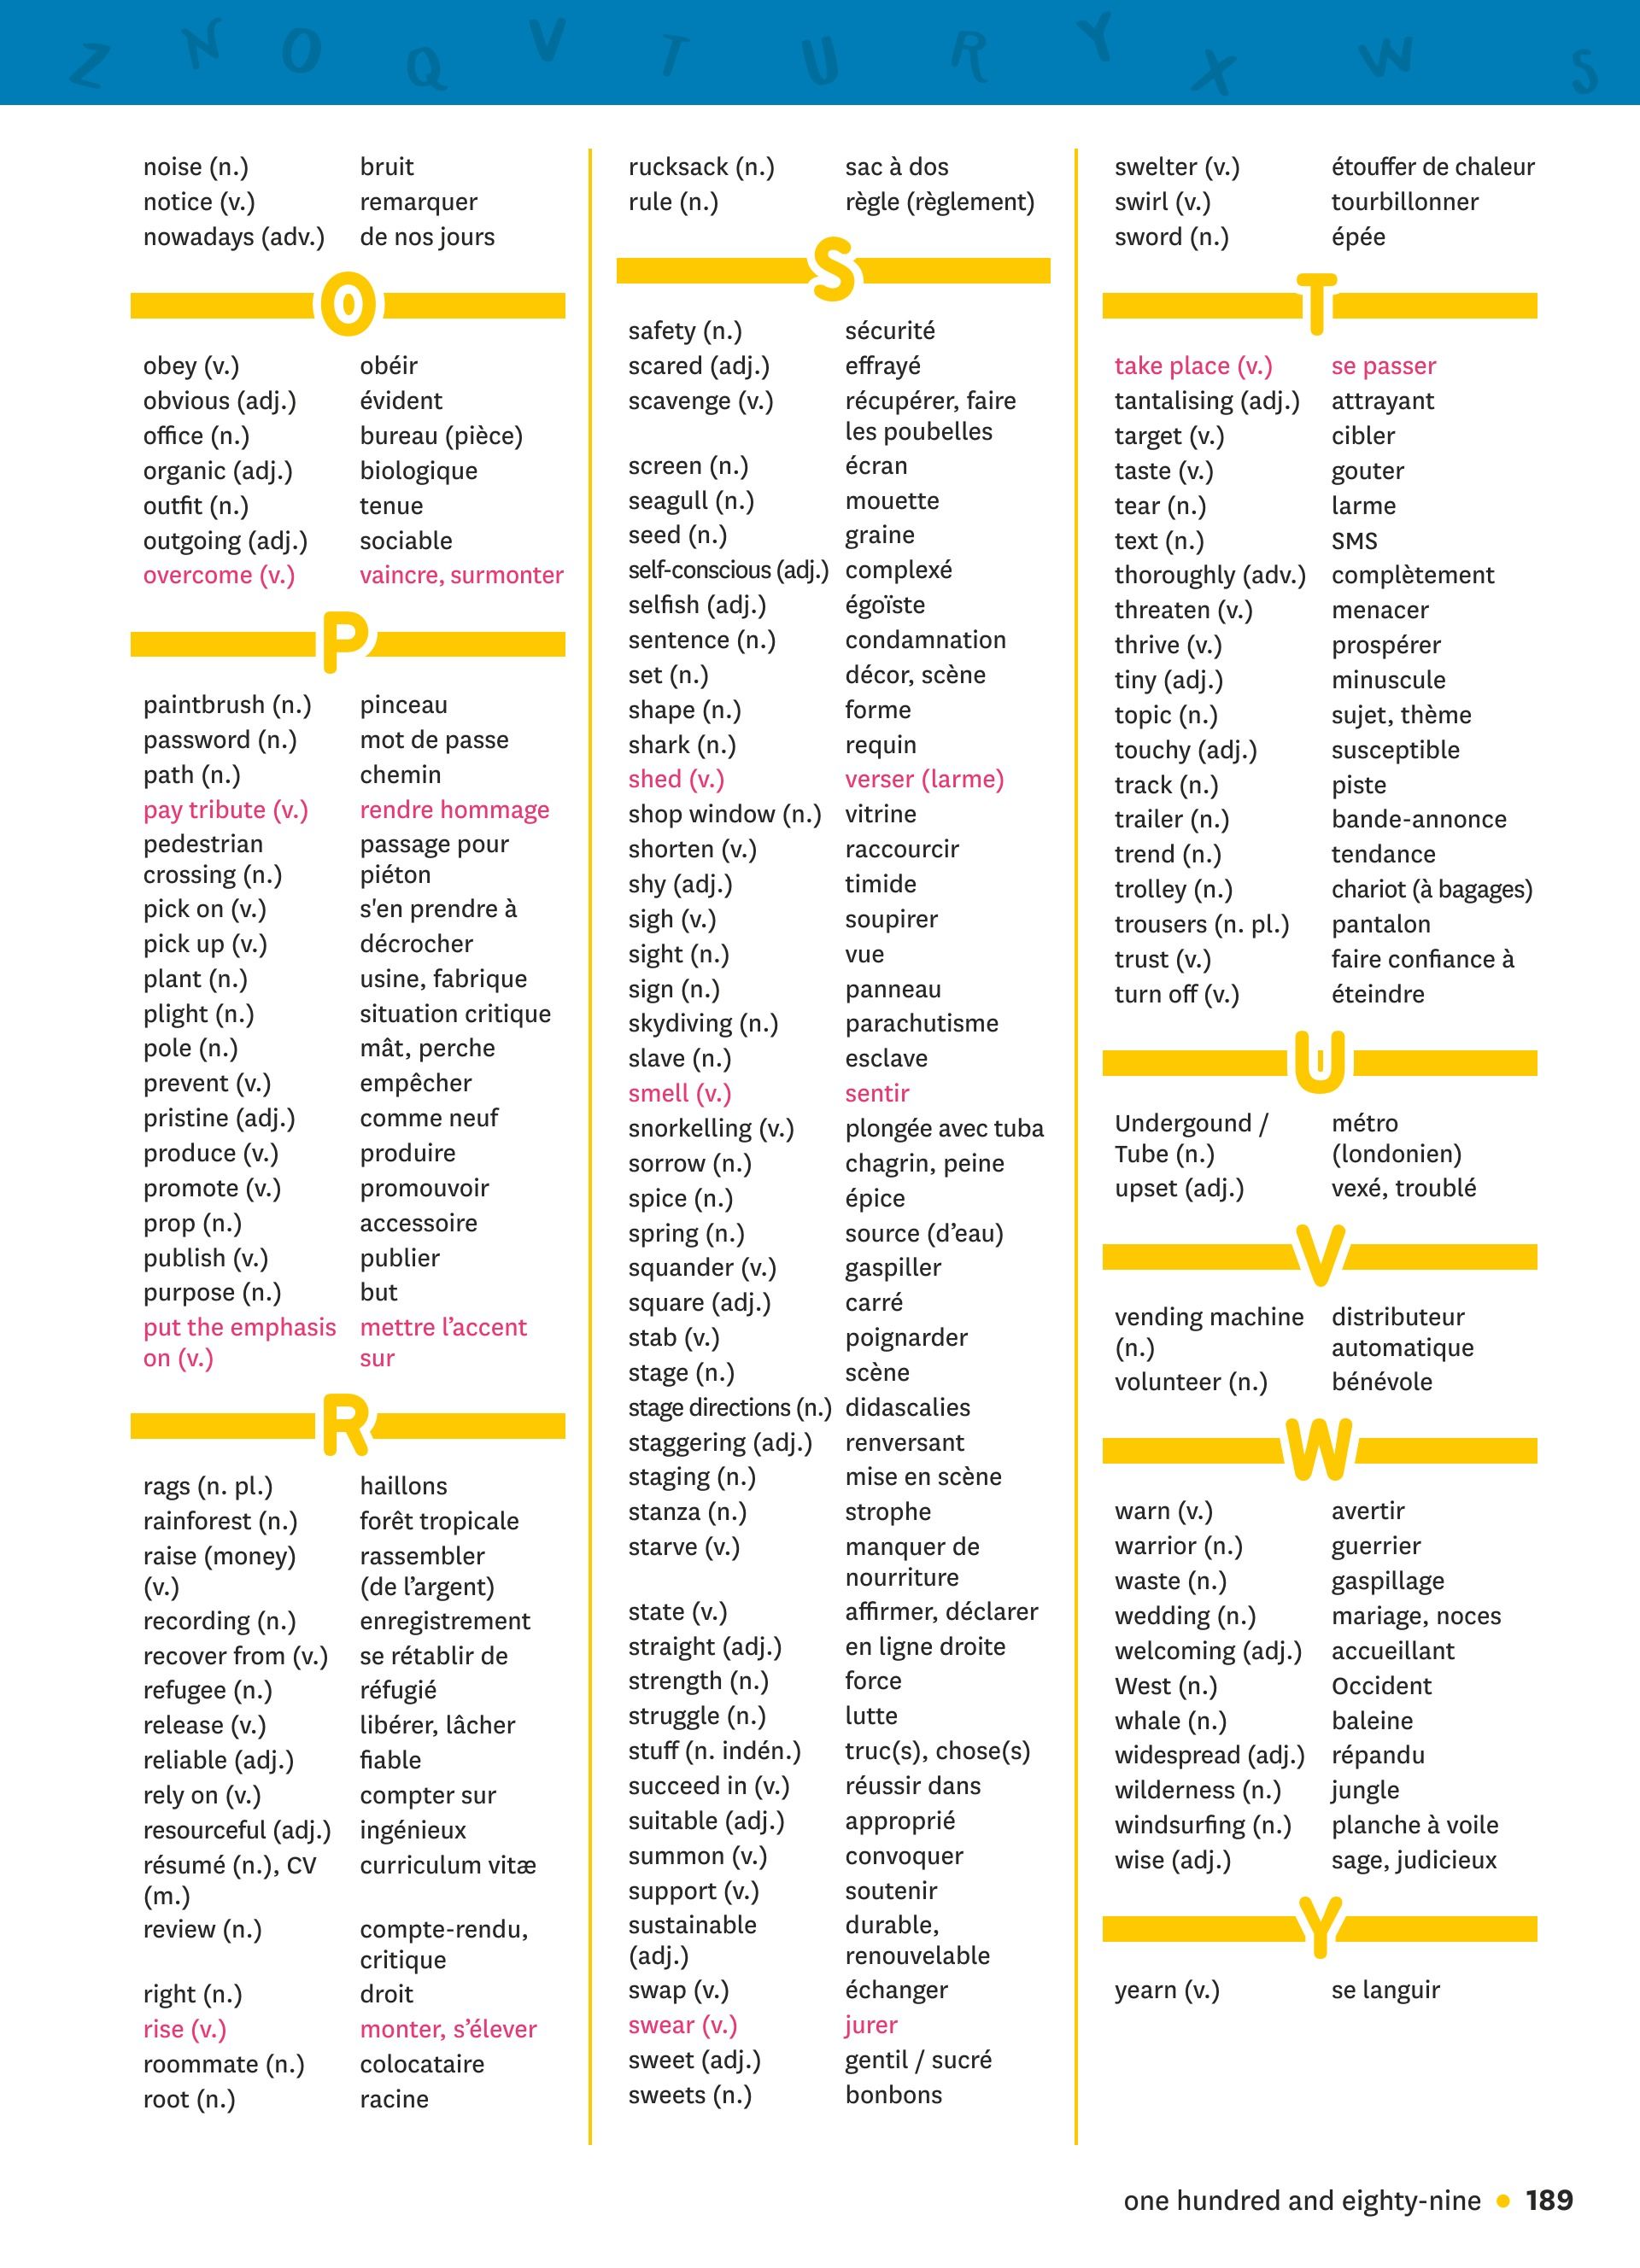 Z N O Q V T U R Y X W S
noise (n.) bruit
notice (v.) remarquer
nowadays (adv.) de nos jours
O
obey (v.) obéir
obvious (adj.) évident
office (n.) bureau (pièce)
organic (adj.) biologique
outfit (n.) tenue
outgoing (adj.) sociable
overcome (v.) vaincre, surmonter
P
paintbrush (n.) pinceau
password (n.) mot de passe
path (n.) chemin
pay tribute (v.) rendre hommage
pedestrian passage pour
crossing (n.) piéton
pick on (v.) s'en prendre à
pick up (v.) décrocher
plant (n.) usine, fabrique
plight (n.) situation critique
pole (n.) mât, perche
prevent (v.) empêcher
pristine (adj.) comme neuf
produce (v.) produire
promote (v.) promouvoir
prop (n.) accessoire
publish (v.) publier
purpose (n.) but
put the emphasis mettre l’accent
on (v.) sur
R
rags (n. pl.) haillons
rainforest (n.) forêt tropicale
raise (money) rassembler
(v.) (de l’argent)
recording (n.) enregistrement
recover from (v.) se rétablir de
refugee (n.) réfugié
release (v.) libérer, lâcher
reliable (adj.) fiable
rely on (v.) compter sur
resourceful (adj.) ingénieux
résumé (n.), CV curriculum vitæ
(m.)
review (n.) compte-rendu,
critique
right (n.) droit
rise (v.) monter, s’élever
roommate (n.) colocataire
root (n.) racine
rucksack (n.) sac à dos
rule (n.) règle (règlement)
S
safety (n.) sécurité
scared (adj.) effrayé
scavenge (v.) récupérer, faire
les poubelles
screen (n.) écran
seagull (n.) mouette
seed (n.) graine
self-conscious (adj.) complexé
selfish (adj.) égoïste
sentence (n.) condamnation
set (n.) décor, scène
shape (n.) forme
shark (n.) requin
shed (v.) verser (larme)
shop window (n.) vitrine
shorten (v.) raccourcir
shy (adj.) timide
sigh (v.) soupirer
sight (n.) vue
sign (n.) panneau
skydiving (n.) parachutisme
slave (n.) esclave
smell (v.) sentir
snorkelling (v.) plongée avec tuba
sorrow (n.) chagrin, peine
spice (n.) épice
spring (n.) source (d’eau)
squander (v.) gaspiller
square (adj.) carré
stab (v.) poignarder
stage (n.) scène
stage directions (n.) didascalies
staggering (adj.) renversant
staging (n.) mise en scène
stanza (n.) strophe
starve (v.) manquer de
nourriture
state (v.) affirmer, déclarer
straight (adj.) en ligne droite
strength (n.) force
struggle (n.) lutte
stuff (n. indén.) truc(s), chose(s)
succeed in (v.) réussir dans
suitable (adj.) approprié
summon (v.) convoquer
support (v.) soutenir
sustainable durable,
(adj.) renouvelable
swap (v.) échanger
swear (v.) jurer
sweet (adj.) gentil / sucré
sweets (n.) bonbons
swelter (v.) étouffer de chaleur
swirl (v.) tourbillonner
sword (n.) épée
T
take place (v.) se passer
tantalising (adj.) attrayant
target (v.) cibler
taste (v.) gouter
tear (n.) larme
text (n.) SMS
thoroughly (adv.) complètement
threaten (v.) menacer
thrive (v.) prospérer
tiny (adj.) minuscule
topic (n.) sujet, thème
touchy (adj.) susceptible
track (n.) piste
trailer (n.) bande-annonce
trend (n.) tendance
trolley (n.) chariot (à bagages)
trousers (n. pl.) pantalon
trust (v.) faire confiance à
turn off (v.) éteindre
U
Undergound / métro
Tube (n.) (londonien)
upset (adj.) vexé, troublé
V
vending machine distributeur
(n.) automatique
volunteer (n.) bénévole
W
warn (v.) avertir
warrior (n.) guerrier
waste (n.) gaspillage
wedding (n.) mariage, noces
welcoming (adj.) accueillant
West (n.) Occident
whale (n.) baleine
widespread (adj.) répandu
wilderness (n.) jungle
windsurfing (n.) planche à voile
wise (adj.) sage, judicieux
Y
yearn (v.) se languir
one hundred and eighty-nine • 189